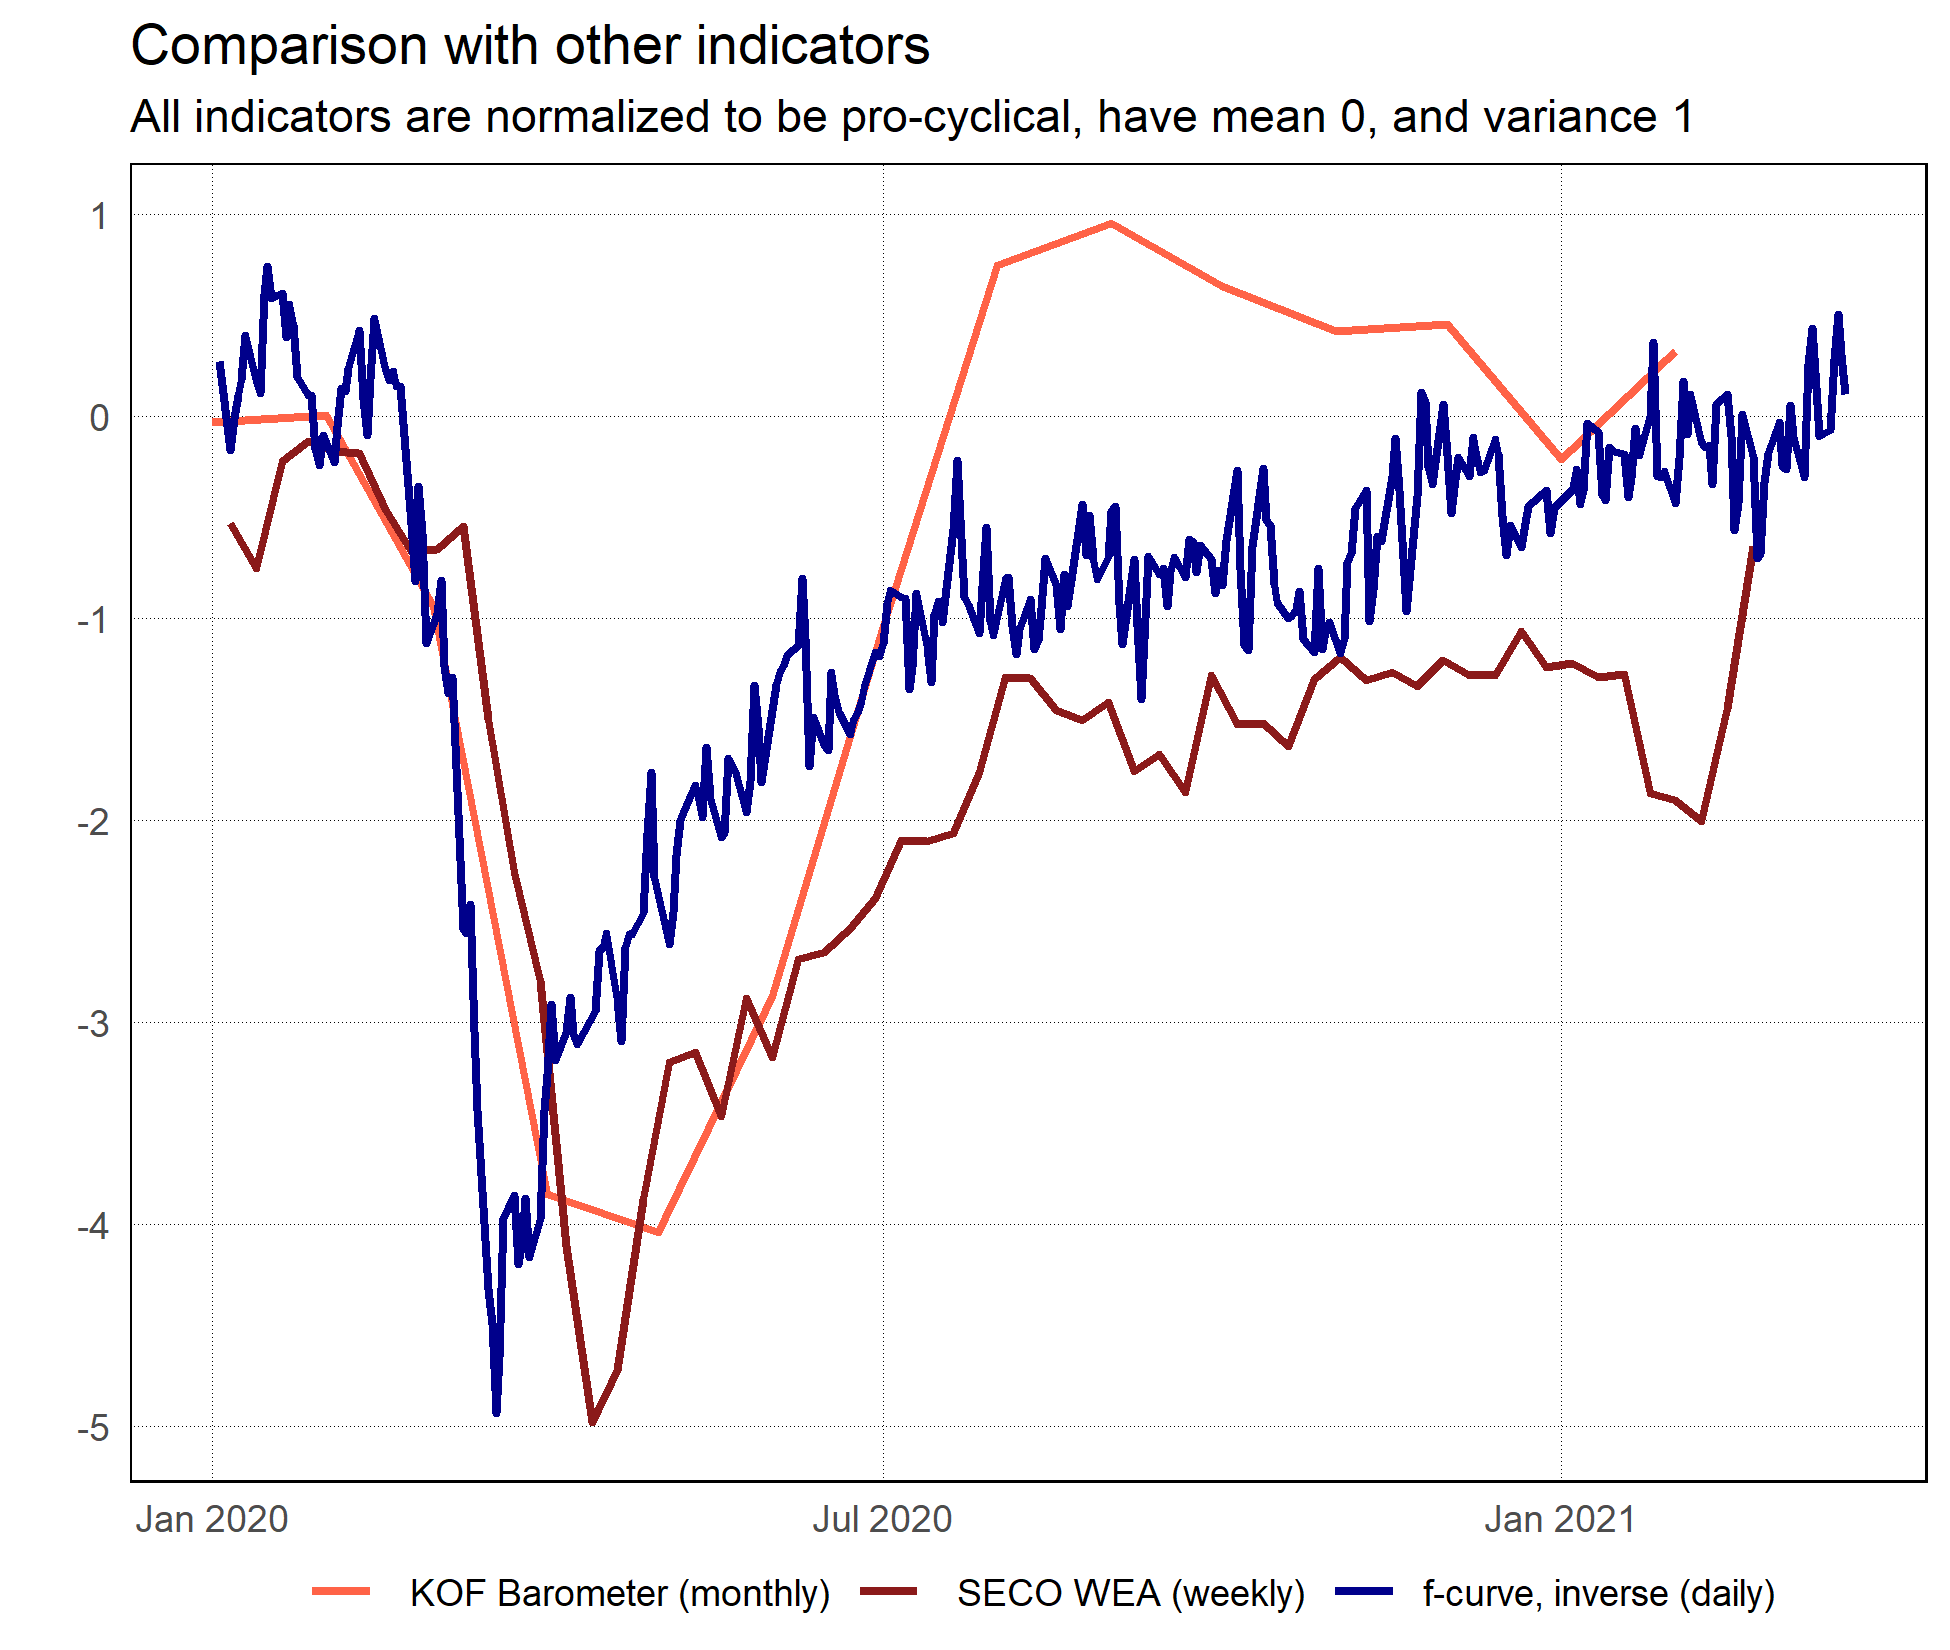 Comparison with other indicators
All indicators are normalized to be pro-cyclical, have mean 0, and variance 1
1
0
-1
-2
-3
-4
-5
Jan 2020 Jul 2020 Jan 2021
KOF Barometer (monthly) SECO WEA (weekly) f-curve, inverse (daily)